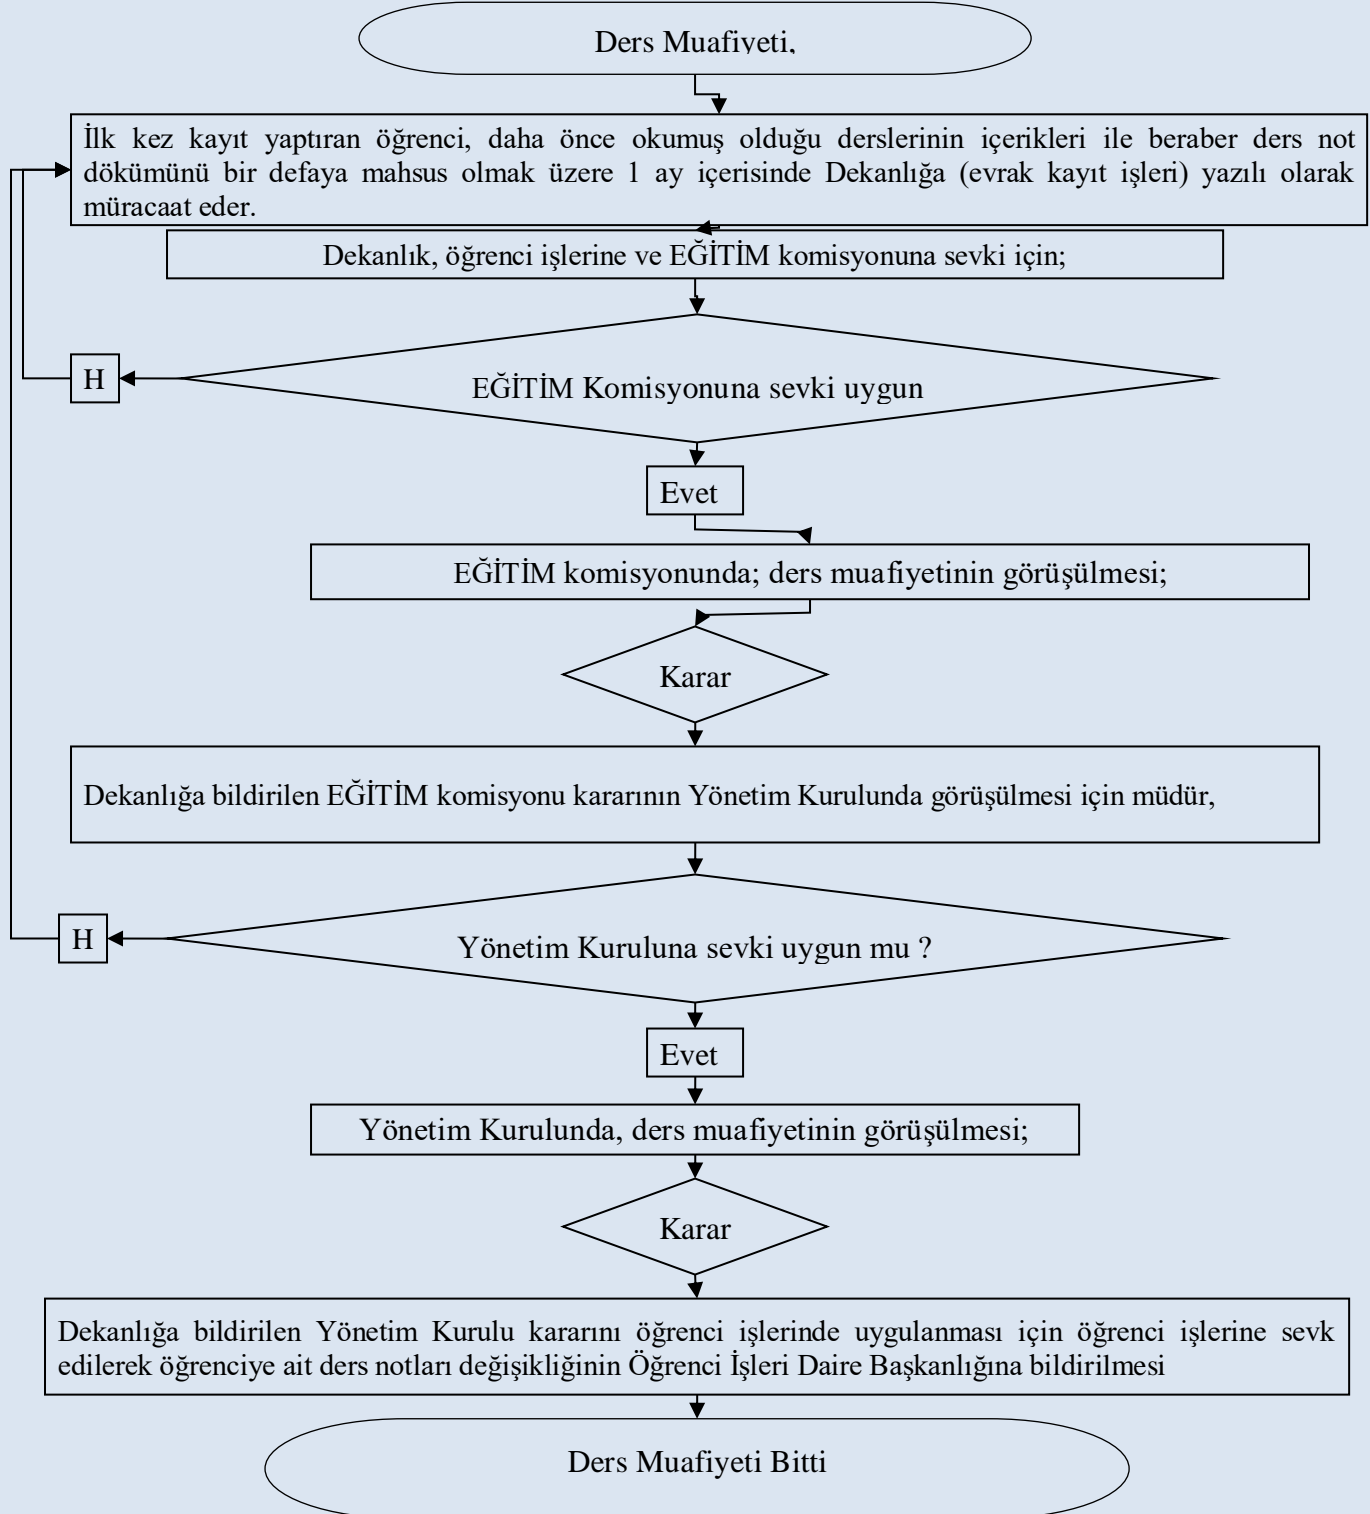 Ders Muafiyeti,
İlk kez kayıt yaptıran öğrenci, daha önce okumuş olduğu derslerinin içerikleri ile beraber ders not
dökümünü bir defaya mahsus olmak üzere 1 ay içerisinde Dekanlığa (evrak kayıt işleri) yazılı olarak
müracaat eder.
Dekanlık, öğrenci işlerine ve EĞİTİM komisyonuna sevki için;
H
EĞİTİM Komisyonuna sevki uygun
Evet
EĞİTİM komisyonunda; ders muafiyetinin görüşülmesi;
Karar
Dekanlığa bildirilen EĞİTİM komisyonu kararının Yönetim Kurulunda görüşülmesi için müdür,
H
Yönetim Kuruluna sevki uygun mu ?
Evet
Yönetim Kurulunda, ders muafiyetinin görüşülmesi;
Karar
Dekanlığa bildirilen Yönetim Kurulu kararını öğrenci işlerinde uygulanması için öğrenci işlerine sevk
edilerek öğrenciye ait ders notları değişikliğinin Öğrenci İşleri Daire Başkanlığına bildirilmesi
Ders Muafiyeti Bitti